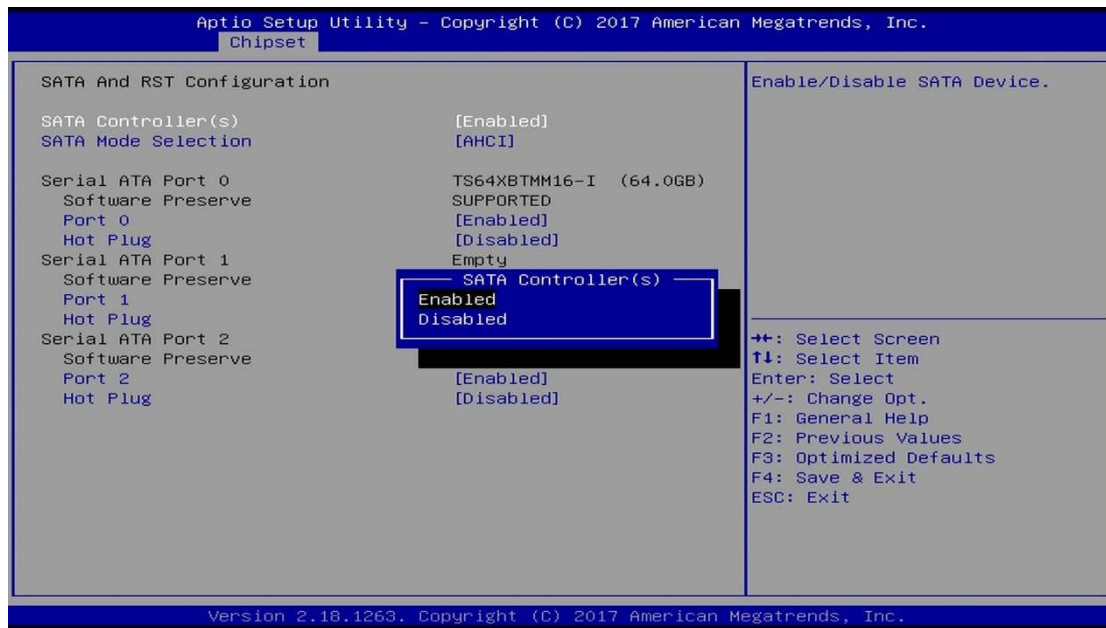 Aptio Setup Utility – Copyright (C) 2017 American Megatrends, Inc.
Chipset
SATA And RST Configuration
SATA Controller(s) [Enabled]
SATA Mode Selection [AHCI]
Serial ATA Port 0 TS64XBTMM16-I (64.0GB)
Software Preserve SUPPORTED
Port 0 [Enabled]
Hot Plug [Disabled]
Serial ATA Port 1 Empty
Software Preserve
Port 1
Hot Plug
Serial ATA Port 2
Software Preserve
Port 2 [Enabled]
Hot Plug [Disabled]
SATA Controller(s)
Enabled
Disabled
Enable/Disable SATA Device.
→←: Select Screen
↑↓: Select Item
Enter: Select
+/-: Change Opt.
F1: General Help
F2: Previous Values
F3: Optimized Defaults
F4: Save & Exit
ESC: Exit
Version 2.18.1263. Copyright (C) 2017 American Megatrends, Inc.